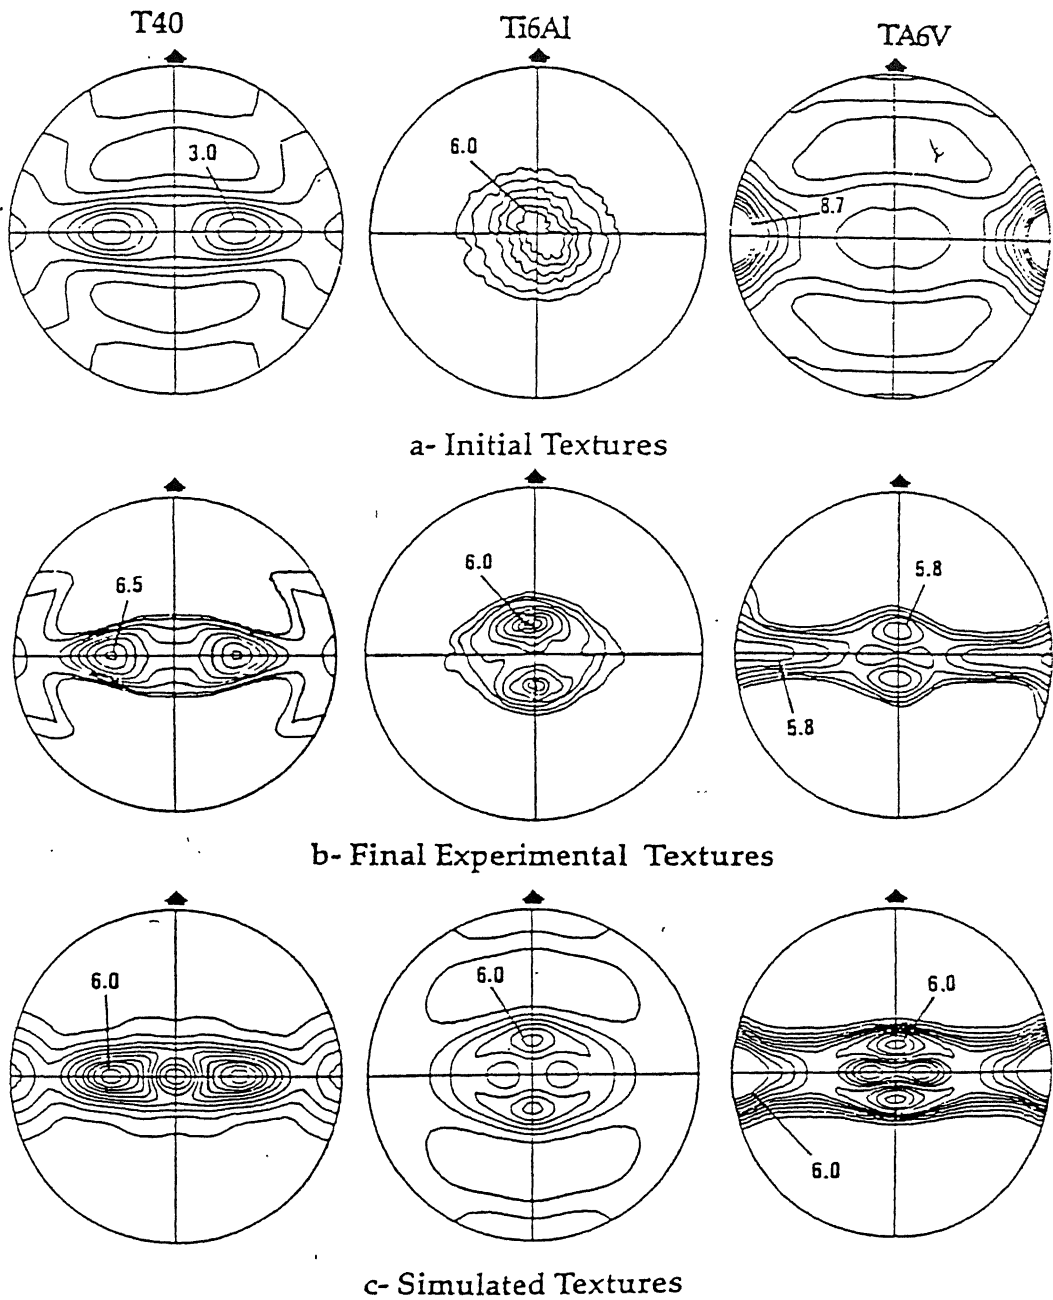 T40
Ti6Al
TA6V
3.0
6.0
8.7
a- Initial Textures
6.5
6.0
5.8
5.8
b- Final Experimental Textures
6.0
6.0
6.0
6.0
c- Simulated Textures